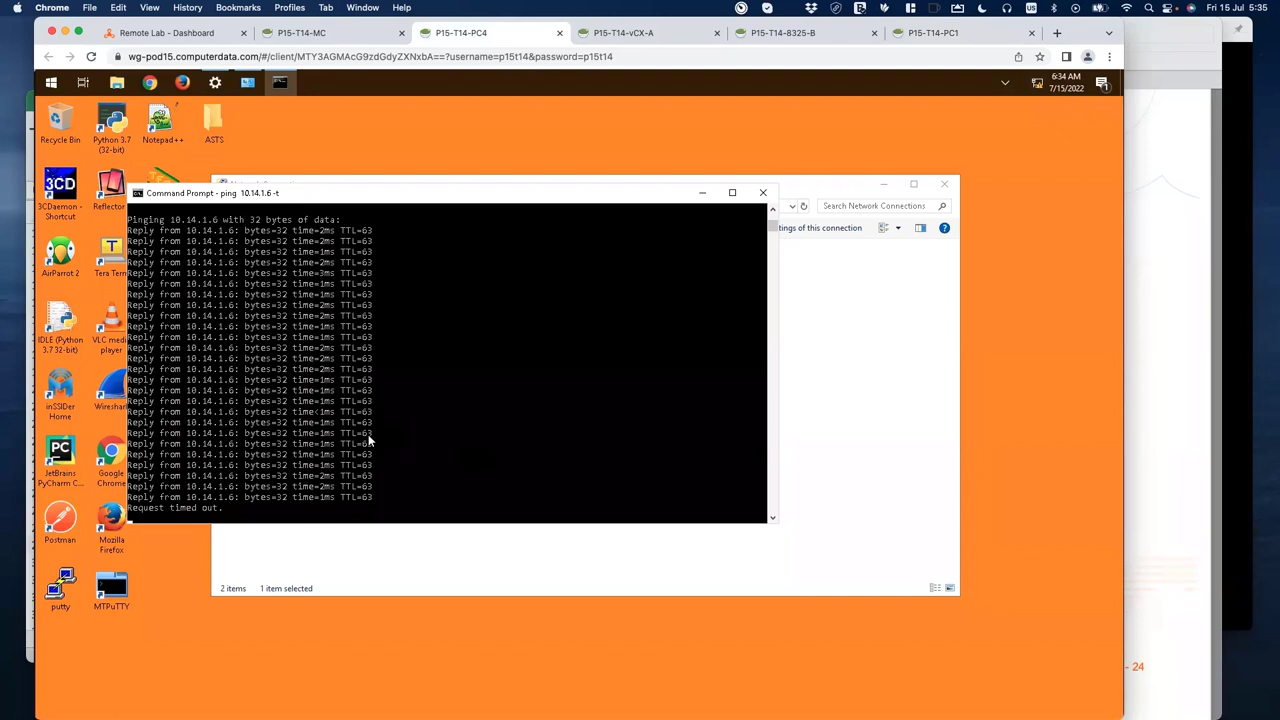 Chrome File Edit View History Bookmarks Profiles Tab Window Help Fri 15 Jul 5:35
Remote Lab - Dashboard
P15-T14-MC
P15-T14-PC4
P15-T14-vCX-A
P15-T14-8325-B
P15-T14-PC1
wg-pod15.computerdata.com/#/client/MTY3AGMAcG9zdGdyZXNxbA==?username=p15t14&password=p15t14
6:34 AM
7/15/2022
Recycle Bin
Python 3.7
(32-bit)
Notepad++
ASTS
3CDaemon -
Shortcut
Reflector
AirParrot 2
Tera Term
IDLE (Python
3.7 32-bit)
VLC media
player
inSSIDer
Home
Wireshark
JetBrains
PyCharm C...
Google
Chrome
Postman
Mozilla
Firefox
putty
MTPuTTY
Search Network Connections
tings of this connection
2 items
1 item selected
Command Prompt - ping 10.14.1.6 -t
Pinging 10.14.1.6 with 32 bytes of data:
Reply from 10.14.1.6: bytes=32 time=2ms TTL=63
Reply from 10.14.1.6: bytes=32 time=2ms TTL=63
Reply from 10.14.1.6: bytes=32 time=1ms TTL=63
Reply from 10.14.1.6: bytes=32 time=2ms TTL=63
Reply from 10.14.1.6: bytes=32 time=3ms TTL=63
Reply from 10.14.1.6: bytes=32 time=1ms TTL=63
Reply from 10.14.1.6: bytes=32 time=1ms TTL=63
Reply from 10.14.1.6: bytes=32 time=2ms TTL=63
Reply from 10.14.1.6: bytes=32 time=2ms TTL=63
Reply from 10.14.1.6: bytes=32 time=1ms TTL=63
Reply from 10.14.1.6: bytes=32 time=1ms TTL=63
Reply from 10.14.1.6: bytes=32 time=2ms TTL=63
Reply from 10.14.1.6: bytes=32 time=2ms TTL=63
Reply from 10.14.1.6: bytes=32 time=2ms TTL=63
Reply from 10.14.1.6: bytes=32 time=1ms TTL=63
Reply from 10.14.1.6: bytes=32 time=1ms TTL=63
Reply from 10.14.1.6: bytes=32 time=1ms TTL=63
Reply from 10.14.1.6: bytes=32 time<1ms TTL=63
Reply from 10.14.1.6: bytes=32 time=1ms TTL=63
Reply from 10.14.1.6: bytes=32 time=1ms TTL=63
Reply from 10.14.1.6: bytes=32 time=1ms TTL=63
Reply from 10.14.1.6: bytes=32 time=1ms TTL=63
Reply from 10.14.1.6: bytes=32 time=1ms TTL=63
Reply from 10.14.1.6: bytes=32 time=2ms TTL=63
Reply from 10.14.1.6: bytes=32 time=1ms TTL=63
Reply from 10.14.1.6: bytes=32 time=1ms TTL=63
Request timed out.
- 24